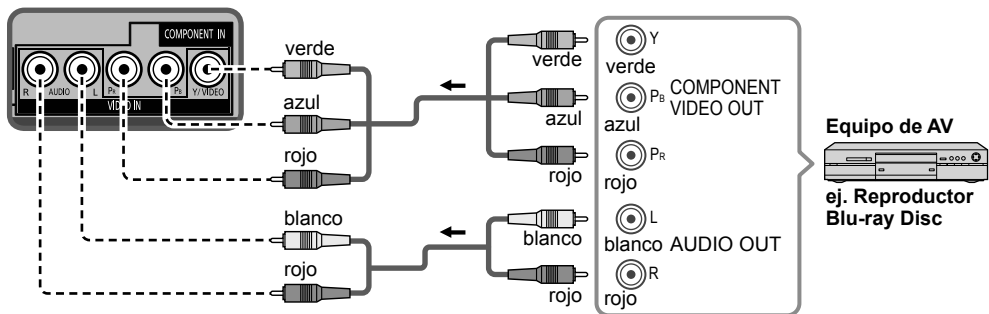 COMPONENT IN
R AUDIO L PR PB Y/ VIDEO
VIDEO IN
verde
azul
rojo
blanco
rojo
verde
azul
rojo
blanco
rojo
Y
verde
PB COMPONENT
VIDEO OUT
azul
PR
rojo
L
blanco AUDIO OUT
R
rojo
Equipo de AV
ej. Reproductor
Blu-ray Disc